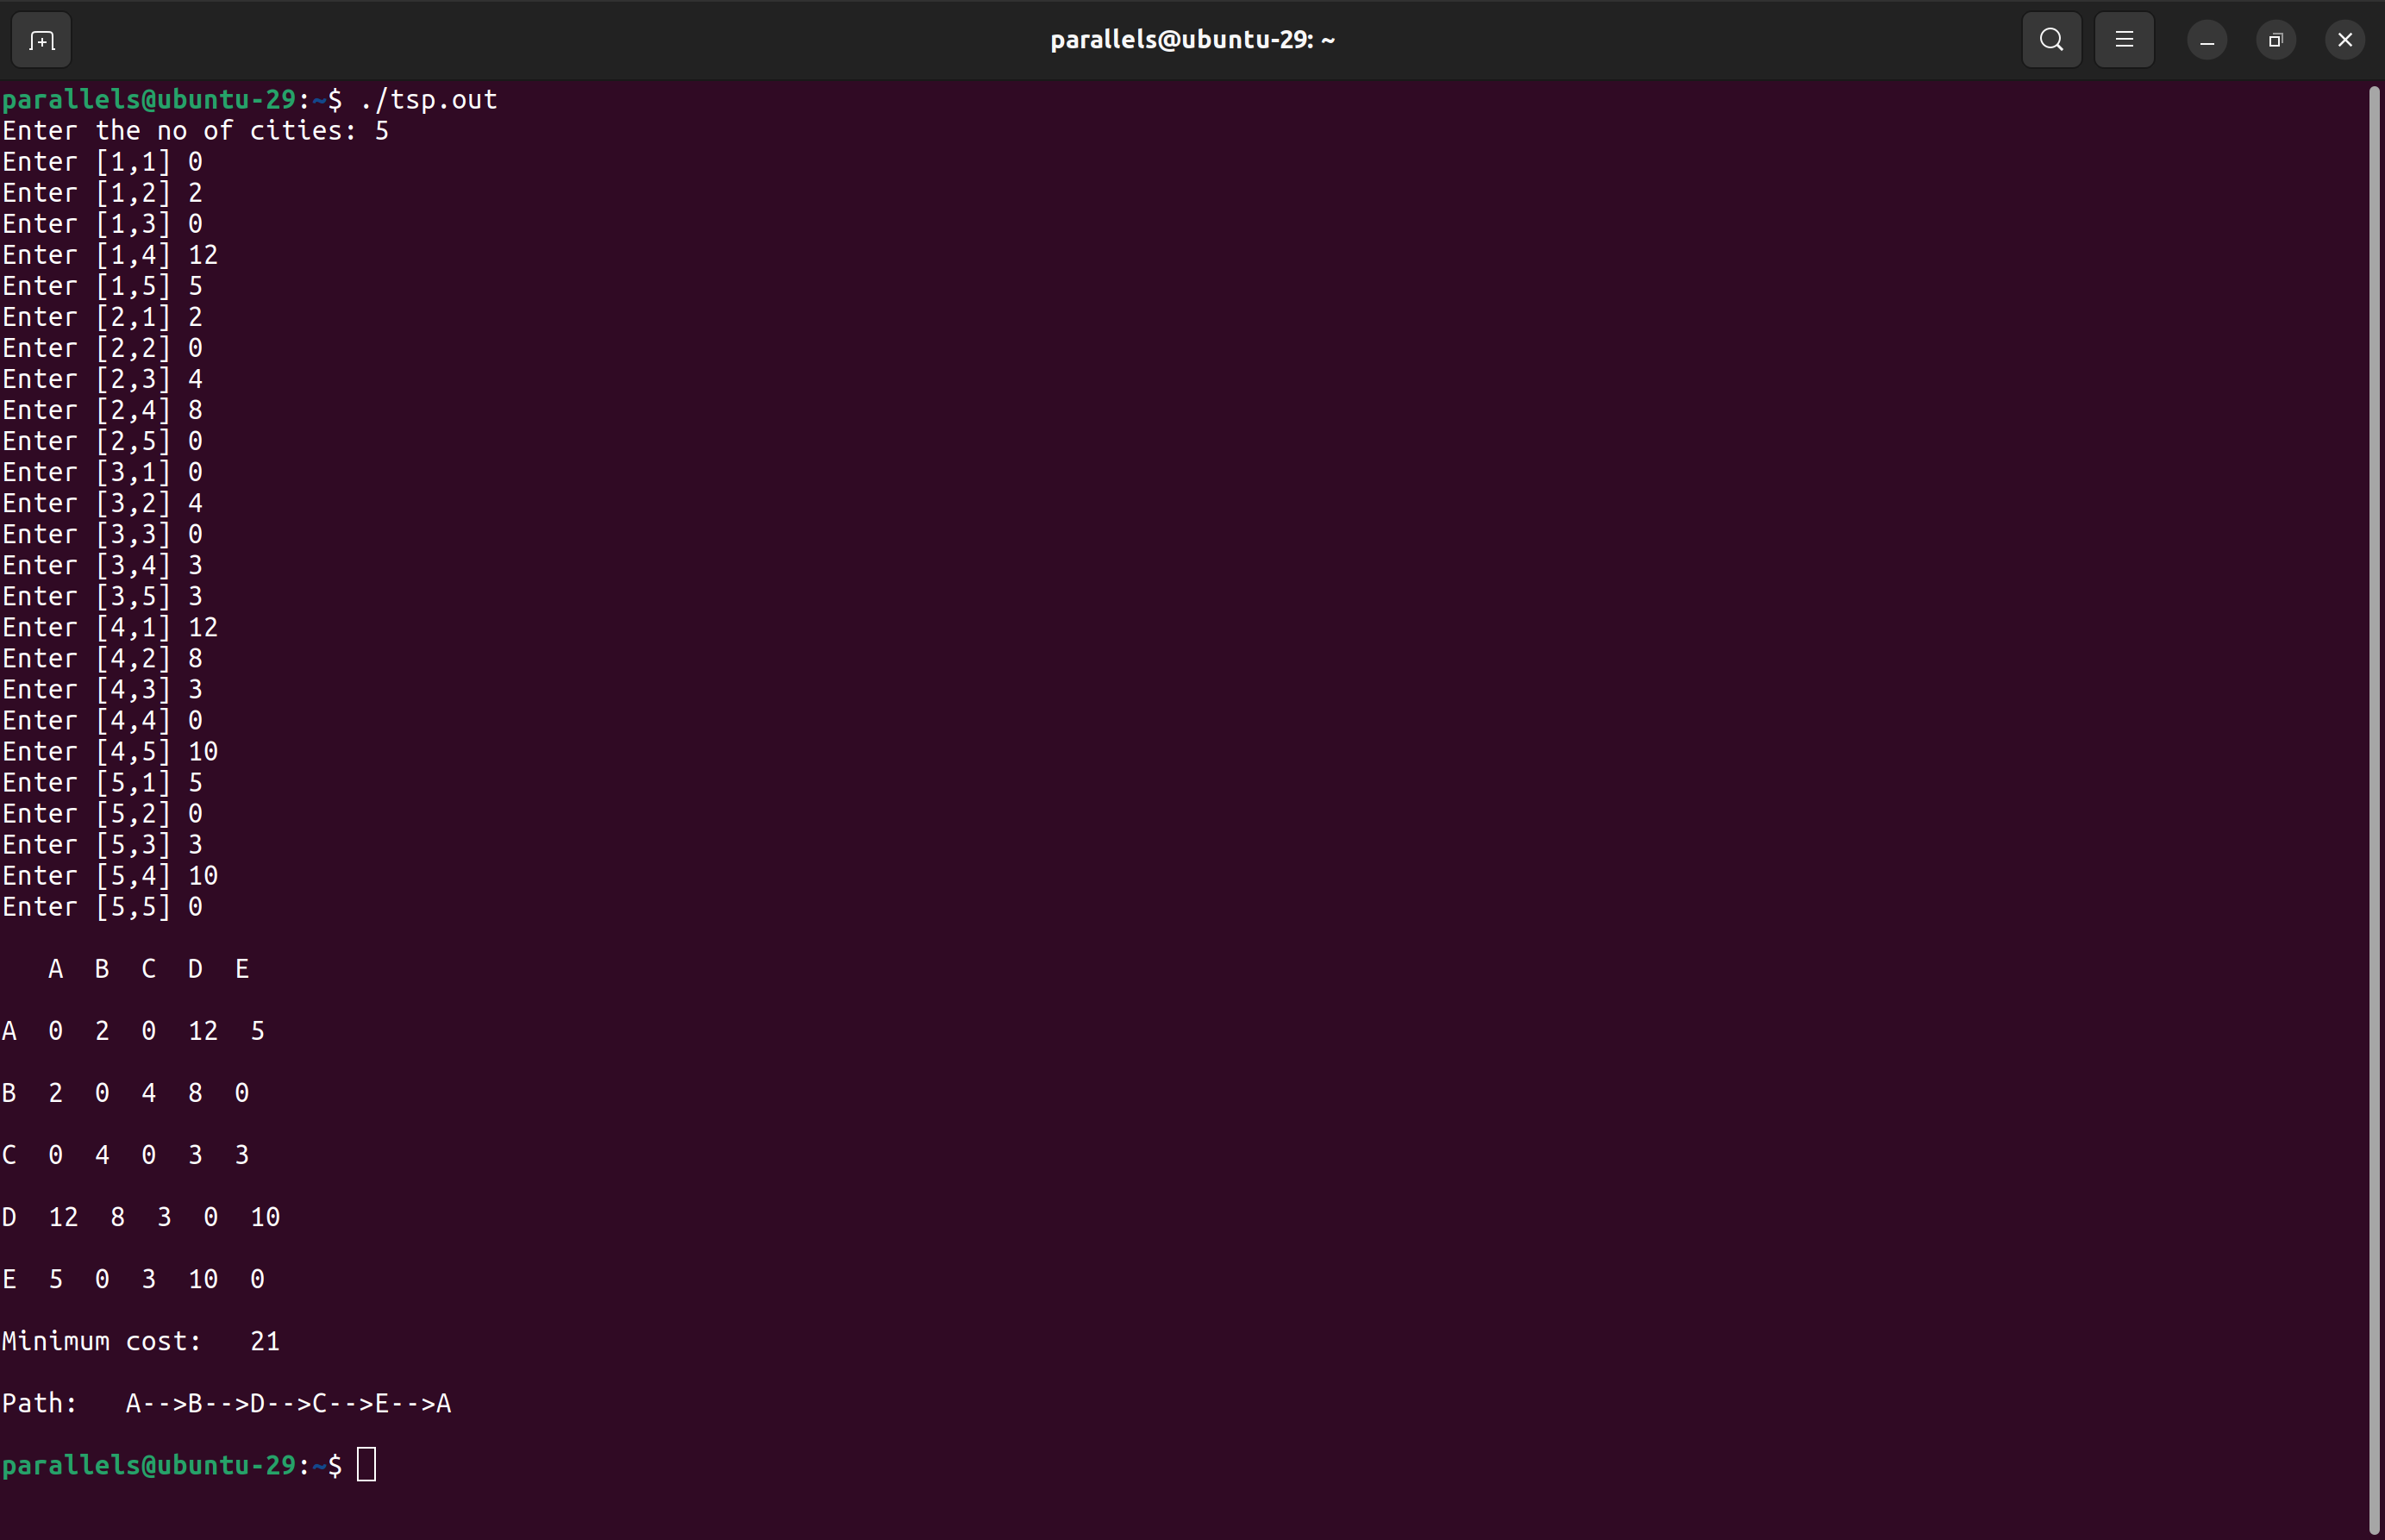 parallels@ubuntu-29: ~
parallels@ubuntu-29:~$ ./tsp.out
Enter the no of cities: 5
Enter [1,1] 0
Enter [1,2] 2
Enter [1,3] 0
Enter [1,4] 12
Enter [1,5] 5
Enter [2,1] 2
Enter [2,2] 0
Enter [2,3] 4
Enter [2,4] 8
Enter [2,5] 0
Enter [3,1] 0
Enter [3,2] 4
Enter [3,3] 0
Enter [3,4] 3
Enter [3,5] 3
Enter [4,1] 12
Enter [4,2] 8
Enter [4,3] 3
Enter [4,4] 0
Enter [4,5] 10
Enter [5,1] 5
Enter [5,2] 0
Enter [5,3] 3
Enter [5,4] 10
Enter [5,5] 0
   A  B  C  D  E
A  0  2  0  12  5
B  2  0  4  8  0
C  0  4  0  3  3
D  12  8  3  0  10
E  5  0  3  10  0
Minimum cost:   21
Path:   A-->B-->D-->C-->E-->A
parallels@ubuntu-29:~$